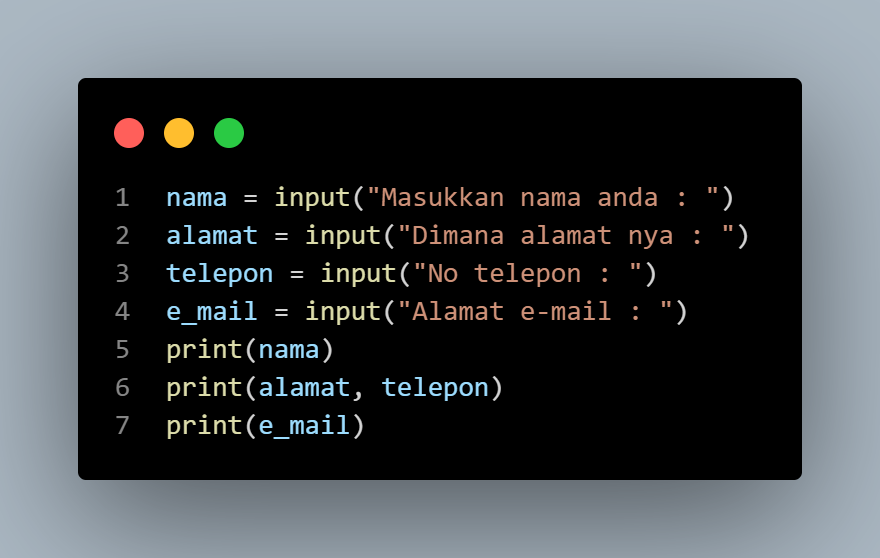 1 nama = input("Masukkan nama anda : ")
2 alamat = input("Dimana alamat nya : ")
3 telepon = input("No telepon : ")
4 e_mail = input("Alamat e-mail : ")
5 print(nama)
6 print(alamat, telepon)
7 print(e_mail)